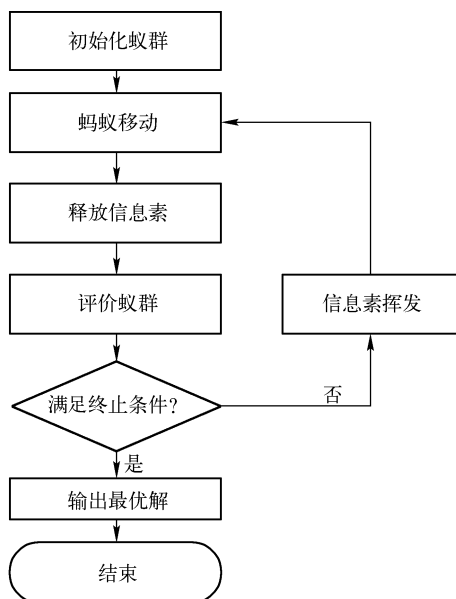 初始化蚁群
蚂蚁移动
释放信息素
评价蚁群
信息素挥发
满足终止条件?
否
是
输出最优解
结束